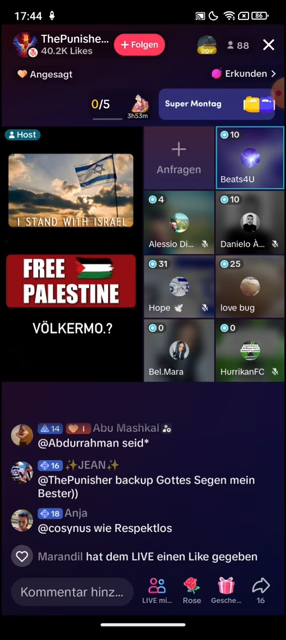 17:44
86
ThePunishe...
40.2K Likes
+ Folgen
88
Angesagt
Erkunden >
0/5
3h53m
Super Montag
Host
I STAND WITH ISRAEL
FREE
PALESTINE
VÖLKERMO.?
+
Anfragen
10
Beats4U
4
Alessio Di...
10
Danielo À...
31
Hope
25
love bug
0
Bel.Mara
0
HurrikanFC
14 I Abu Mashkal
@Abdurrahman seid*
16 ✨JEAN✨
@ThePunisher backup Gottes Segen mein
Bester))
18 Anja
@cosynus wie Respektlos
Marandil hat dem LIVE einen Like gegeben
Kommentar hinz...
LIVE mi...
Rose
Gesche...
16